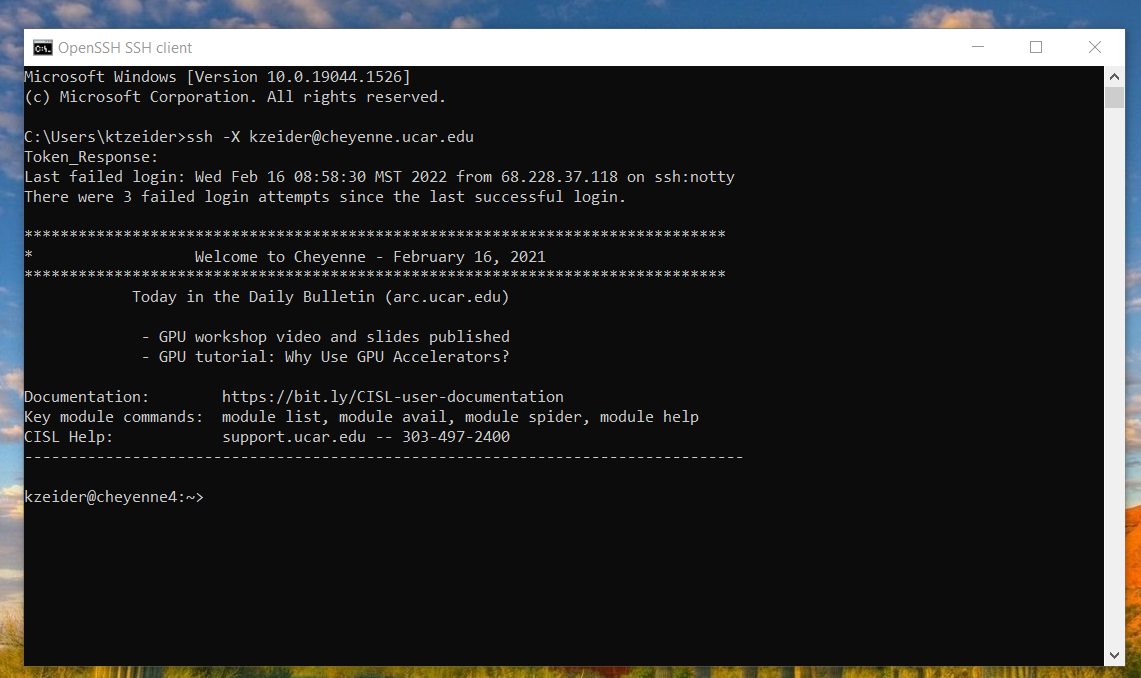 OpenSSH SSH client
Microsoft Windows [Version 10.0.19044.1526]
(c) Microsoft Corporation. All rights reserved.
C:\Users\ktzeider>ssh -X kzeider@cheyenne.ucar.edu
Token_Response:
Last failed login: Wed Feb 16 08:58:30 MST 2022 from 68.228.37.118 on ssh:notty
There were 3 failed login attempts since the last successful login.
******************************************************************************
*                  Welcome to Cheyenne - February 16, 2021
******************************************************************************
            Today in the Daily Bulletin (arc.ucar.edu)
             - GPU workshop video and slides published
             - GPU tutorial: Why Use GPU Accelerators?
Documentation:        https://bit.ly/CISL-user-documentation
Key module commands:  module list, module avail, module spider, module help
CISL Help:            support.ucar.edu -- 303-497-2400
--------------------------------------------------------------------------------
kzeider@cheyenne4:~>